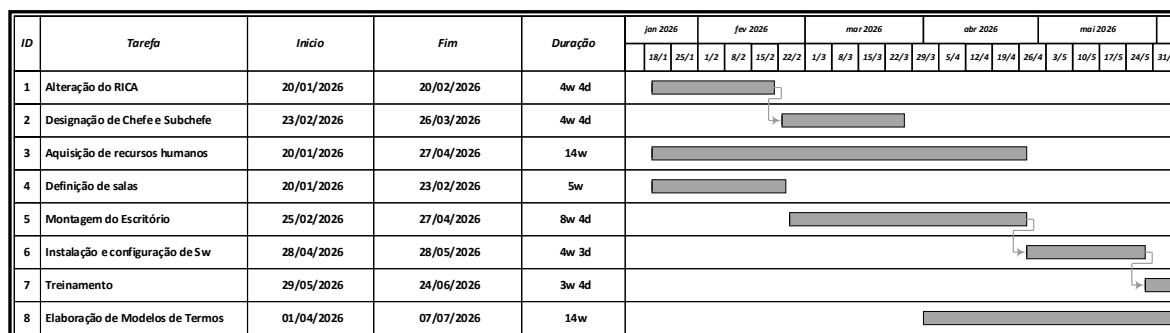 ID Tarefa Inicio Fim Duração jan 2026 fev 2026 mar 2026 abr 2026 mai 2026
18/1 25/1 1/2 8/2 15/2 22/2 1/3 8/3 15/3 22/3 29/3 5/4 12/4 19/4 26/4 3/5 10/5 17/5 24/5 31/
1 Alteração do RICA 20/01/2026 20/02/2026 4w 4d
2 Designação de Chefe e Subchefe 23/02/2026 26/03/2026 4w 4d
3 Aquisição de recursos humanos 20/01/2026 27/04/2026 14w
4 Definição de salas 20/01/2026 23/02/2026 5w
5 Montagem do Escritório 25/02/2026 27/04/2026 8w 4d
6 Instalação e configuração de Sw 28/04/2026 28/05/2026 4w 3d
7 Treinamento 29/05/2026 24/06/2026 3w 4d
8 Elaboração de Modelos de Termos 01/04/2026 07/07/2026 14w